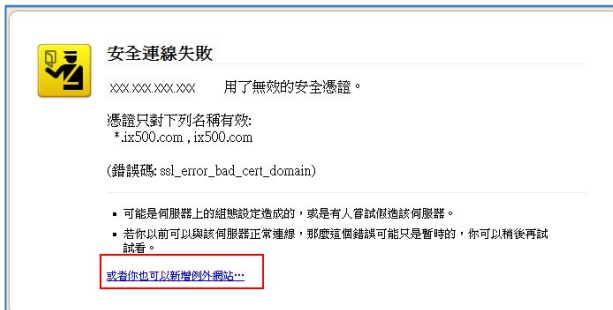 安全連線失敗
xxx.xxx.xxx.xxx 用了無效的安全憑證。
憑證只對下列名稱有效:
*.ix500.com , ix500.com
(錯誤碼: ssl_error_bad_cert_domain)
▪ 可能是伺服器上的組態設定造成的，或是有人嘗試假造該伺服器。
▪ 若你以前可以與該伺服器正常連線，那麼這個錯誤可能只是暫時的，你可以稍後再試
試看。
或者你也可以新增例外網站…